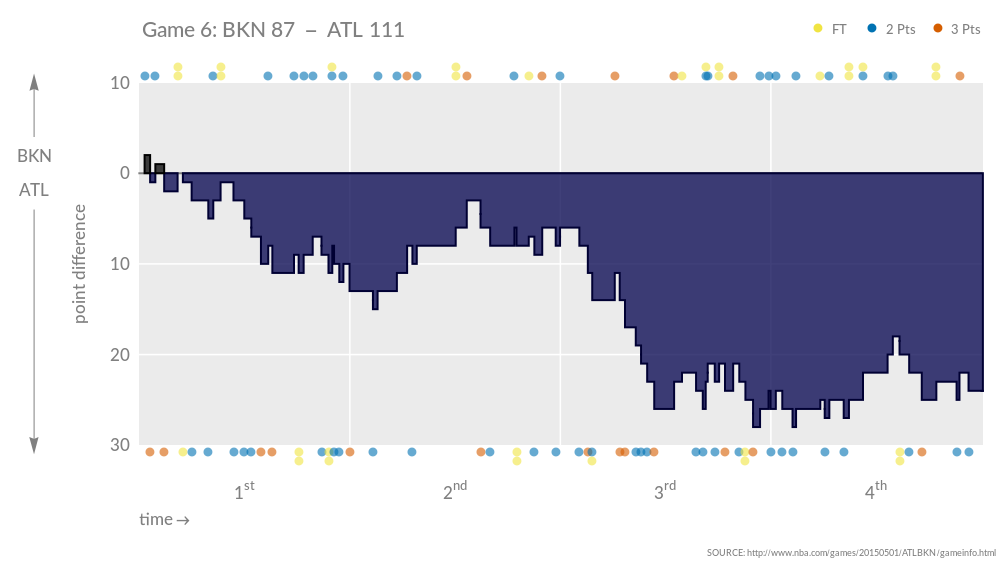 Game 6: BKN 87 – ATL 111
FT 2 Pts 3 Pts
10
BKN
0
ATL
point difference
10
20
30
1st 2nd 3rd 4th
time→
SOURCE: http://www.nba.com/games/20150501/ATLBKN/gameinfo.html